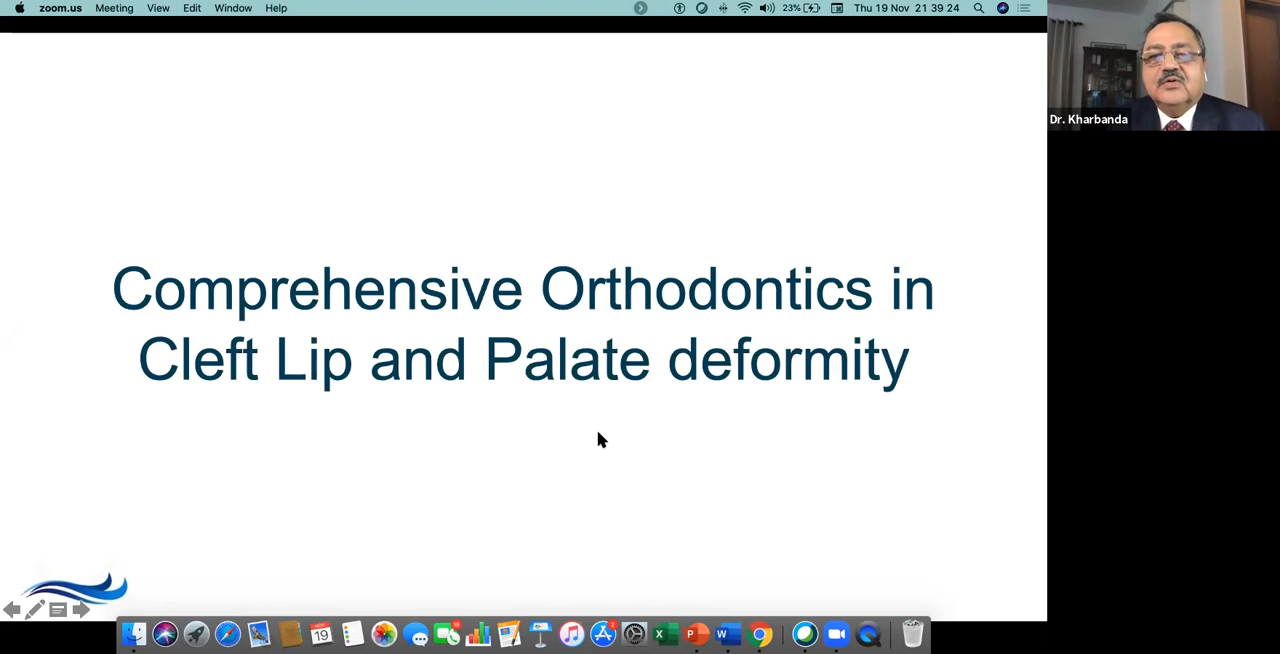 zoom.us Meeting View Edit Window Help 23% Thu 19 Nov 21 39 24
Dr. Kharbanda
Comprehensive Orthodontics in
Cleft Lip and Palate deformity
NOV
19
X P W